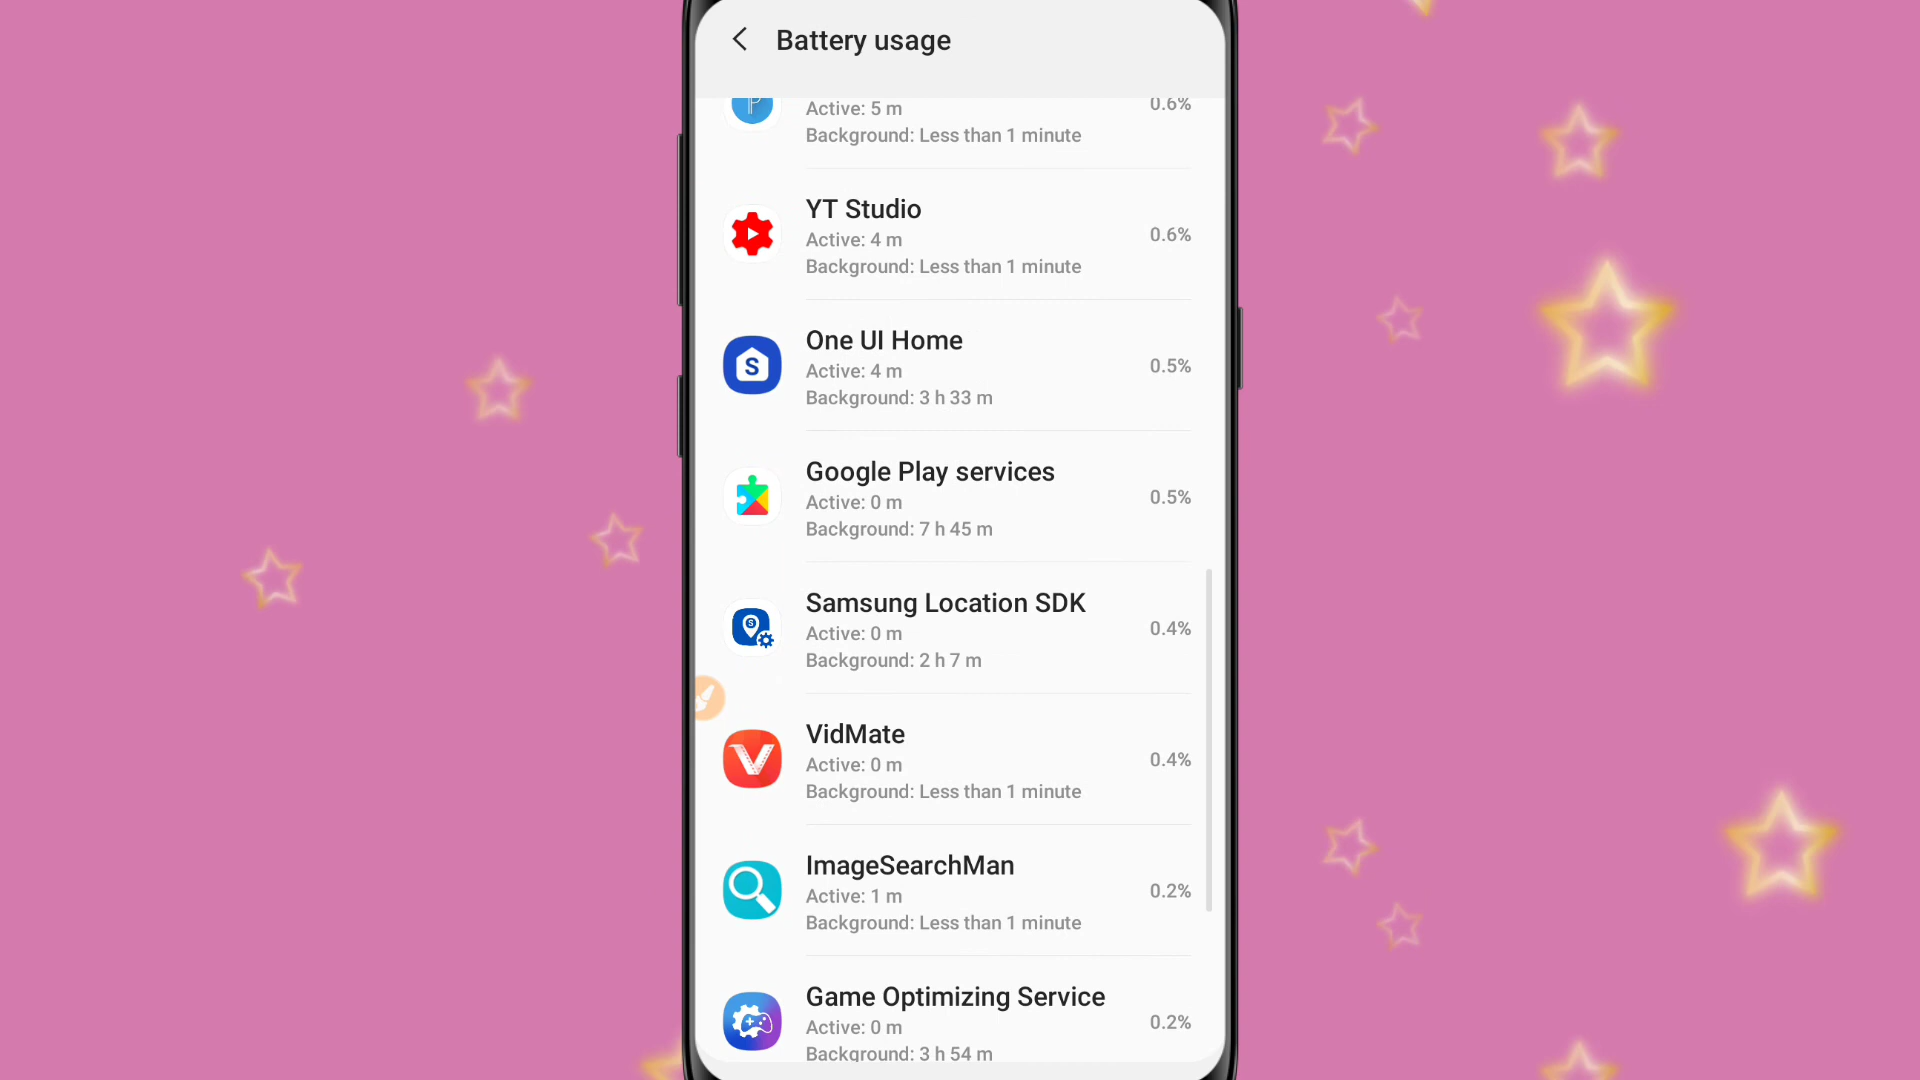 Battery usage
Active: 5 m
0.6%
Background: Less than 1 minute
YT Studio
Active: 4 m
0.6%
Background: Less than 1 minute
One UI Home
Active: 4 m
0.5%
Background: 3 h 33 m
Google Play services
Active: 0 m
0.5%
Background: 7 h 45 m
Samsung Location SDK
Active: 0 m
0.4%
Background: 2 h 7 m
VidMate
Active: 0 m
0.4%
Background: Less than 1 minute
ImageSearchMan
Active: 1 m
0.2%
Background: Less than 1 minute
Game Optimizing Service
Active: 0 m
0.2%
Background: 3 h 54 m